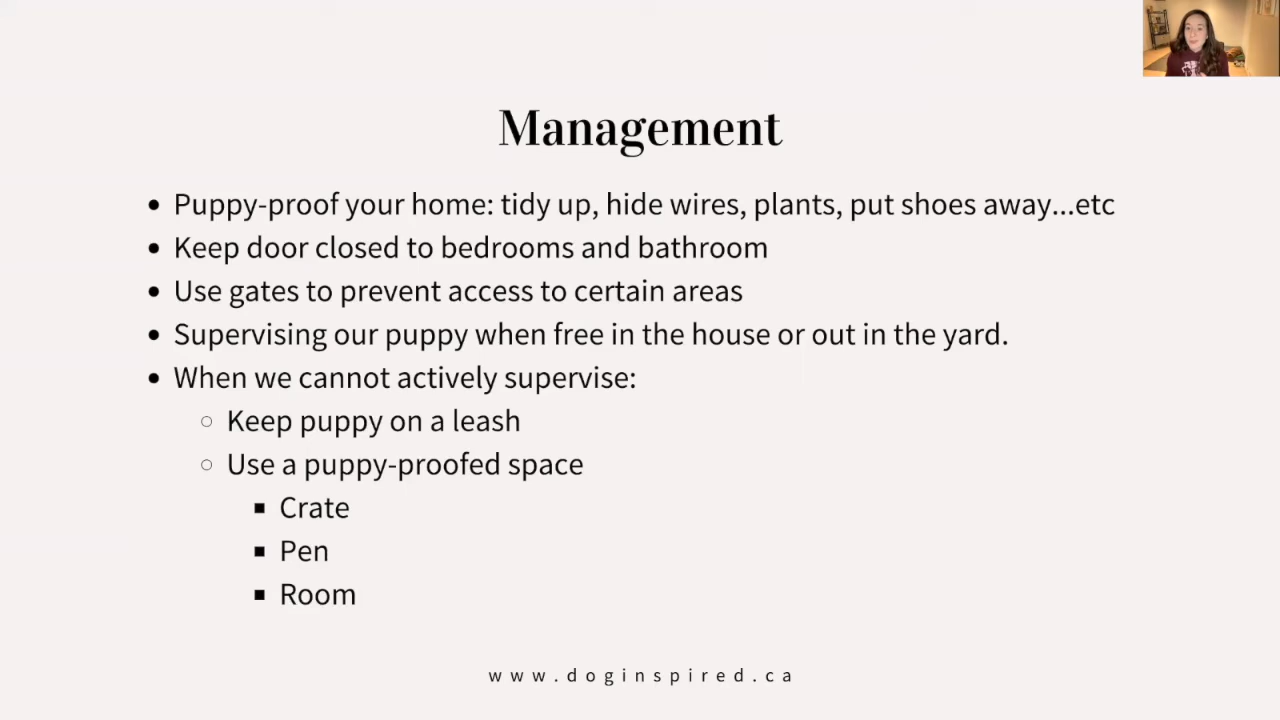 Management
• Puppy-proof your home: tidy up, hide wires, plants, put shoes away...etc
• Keep door closed to bedrooms and bathroom
• Use gates to prevent access to certain areas
• Supervising our puppy when free in the house or out in the yard.
• When we cannot actively supervise:
○ Keep puppy on a leash
○ Use a puppy-proofed space
▪ Crate
▪ Pen
▪ Room
www.doginspired.ca